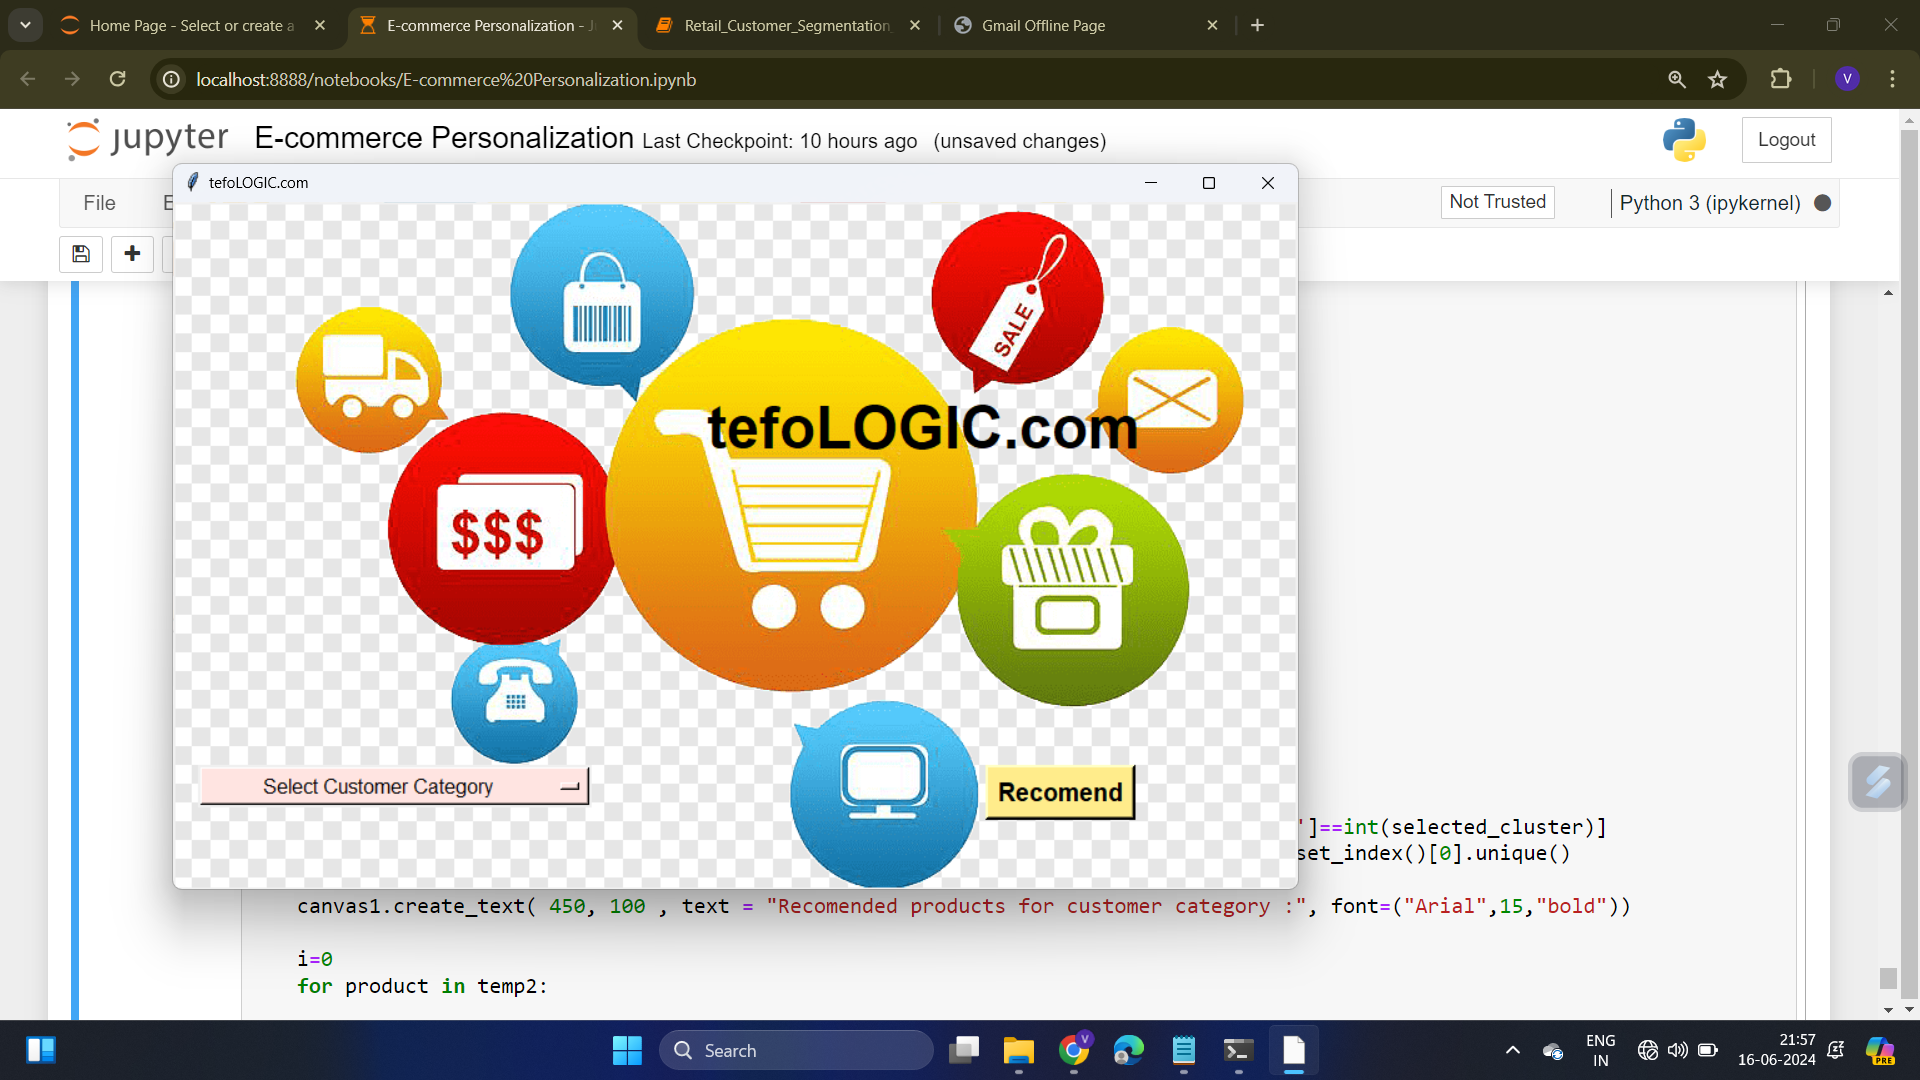 Home Page - Select or create a
E-commerce Personalization - J
Retail_Customer_Segmentation
Gmail Offline Page
localhost:8888/notebooks/E-commerce%20Personalization.ipynb
V
jupyter E-commerce Personalization Last Checkpoint: 10 hours ago (unsaved changes)
Logout
tefoLOGIC.com
File E
Not Trusted
Python 3 (ipykernel)
SALE
tefoLOGIC.com
$$$
Select Customer Category
Recomend
']==int(selected_cluster)]
set_index()[0].unique()
canvas1.create_text( 450, 100 , text = "Recomended products for customer category :", font=("Arial",15,"bold"))
i=0
for product in temp2:
Search
V
ENG
IN
21:57
16-06-2024
PRE